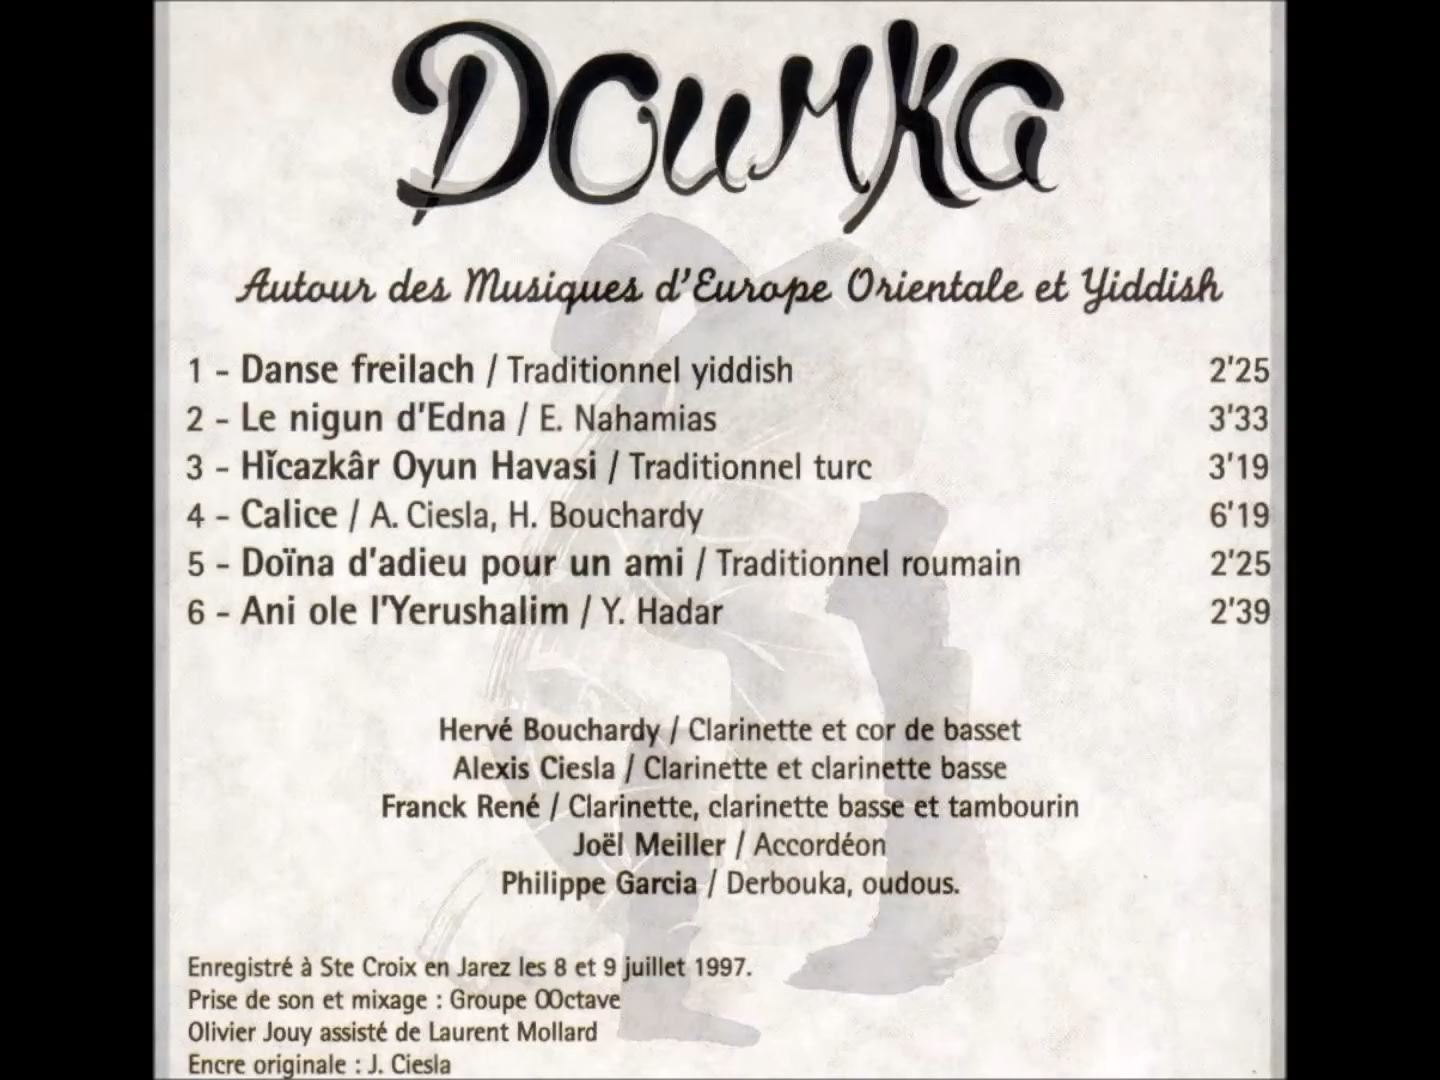 Doumka
Autour des Musiques d'Europe Orientale et Yiddish
1 - Danse freilach / Traditionnel yiddish 2'25
2 - Le nigun d'Edna / E. Nahamias 3'33
3 - Hĭcazkâr Oyun Havasi / Traditionnel turc 3'19
4 - Calice / A. Ciesla, H. Bouchardy 6'19
5 - Doïna d'adieu pour un ami / Traditionnel roumain 2'25
6 - Ani ole l'Yerushalim / Y. Hadar 2'39
Hervé Bouchardy / Clarinette et cor de basset
Alexis Ciesla / Clarinette et clarinette basse
Franck René / Clarinette, clarinette basse et tambourin
Joël Meiller / Accordéon
Philippe Garcia / Derbouka, oudous.
Enregistré à Ste Croix en Jarez les 8 et 9 juillet 1997.
Prise de son et mixage : Groupe OOctave
Olivier Jouy assisté de Laurent Mollard
Encre originale : J. Ciesla